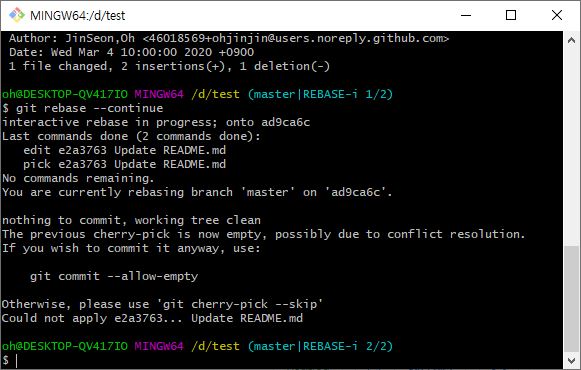 MINGW64:/d/test
Author: JinSeon,Oh <46018569+ohjinjin@users.noreply.github.com>
Date: Wed Mar 4 10:00:00 2020 +0900
1 file changed, 2 insertions(+), 1 deletion(-)
oh@DESKTOP-QV417IO MINGW64 /d/test (master|REBASE-i 1/2)
$ git rebase --continue
interactive rebase in progress; onto ad9ca6c
Last commands done (2 commands done):
edit e2a3763 Update README.md
pick e2a3763 Update README.md
No commands remaining.
You are currently rebasing branch 'master' on 'ad9ca6c'.
nothing to commit, working tree clean
The previous cherry-pick is now empty, possibly due to conflict resolution.
If you wish to commit it anyway, use:
git commit --allow-empty
Otherwise, please use 'git cherry-pick --skip'
Could not apply e2a3763... Update README.md
oh@DESKTOP-QV417IO MINGW64 /d/test (master|REBASE-i 2/2)
$